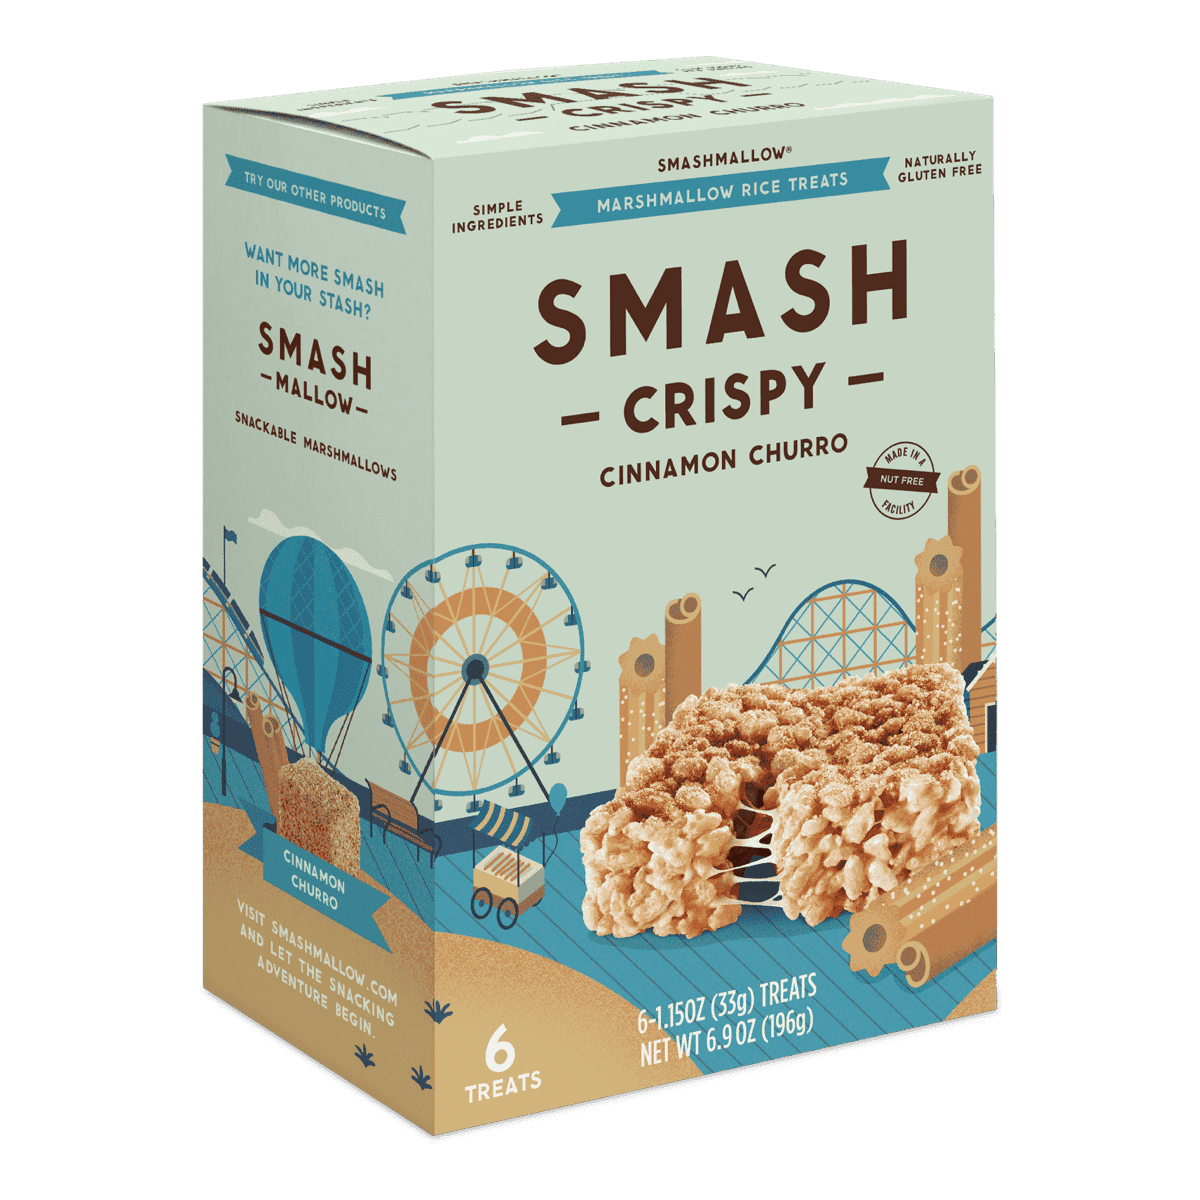 SMASH
– CRISPY –
CINNAMON CHURRO
TRY OUR OTHER PRODUCTS
WANT MORE SMASH
IN YOUR STASH?
SMASH
– MALLOW –
SNACKABLE MARSHMALLOWS
CINNAMON
CHURRO
VISIT SMASHMALLOW.COM
AND LET THE SNACKING
ADVENTURE BEGIN.
SMASHMALLOW®
SIMPLE
INGREDIENTS
MARSHMALLOW RICE TREATS
NATURALLY
GLUTEN FREE
SMASH
– CRISPY –
CINNAMON CHURRO
MADE IN A
NUT FREE
FACILITY
6
TREATS
6-1.15OZ (33g) TREATS
NET WT 6.9 OZ (196g)